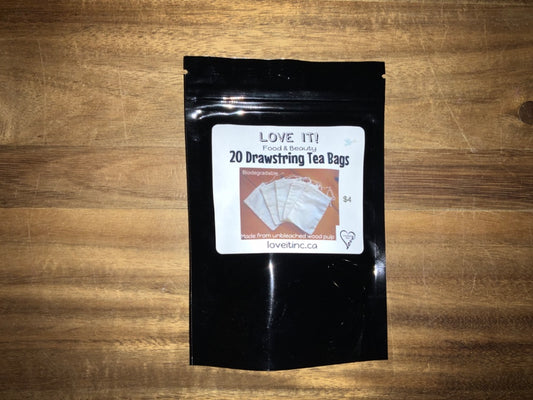 LOVE IT!
Food & Beauty
20 Drawstring Tea Bags
Biodegradable
$4
Made from unbleached wood pulp
loveitinc.ca